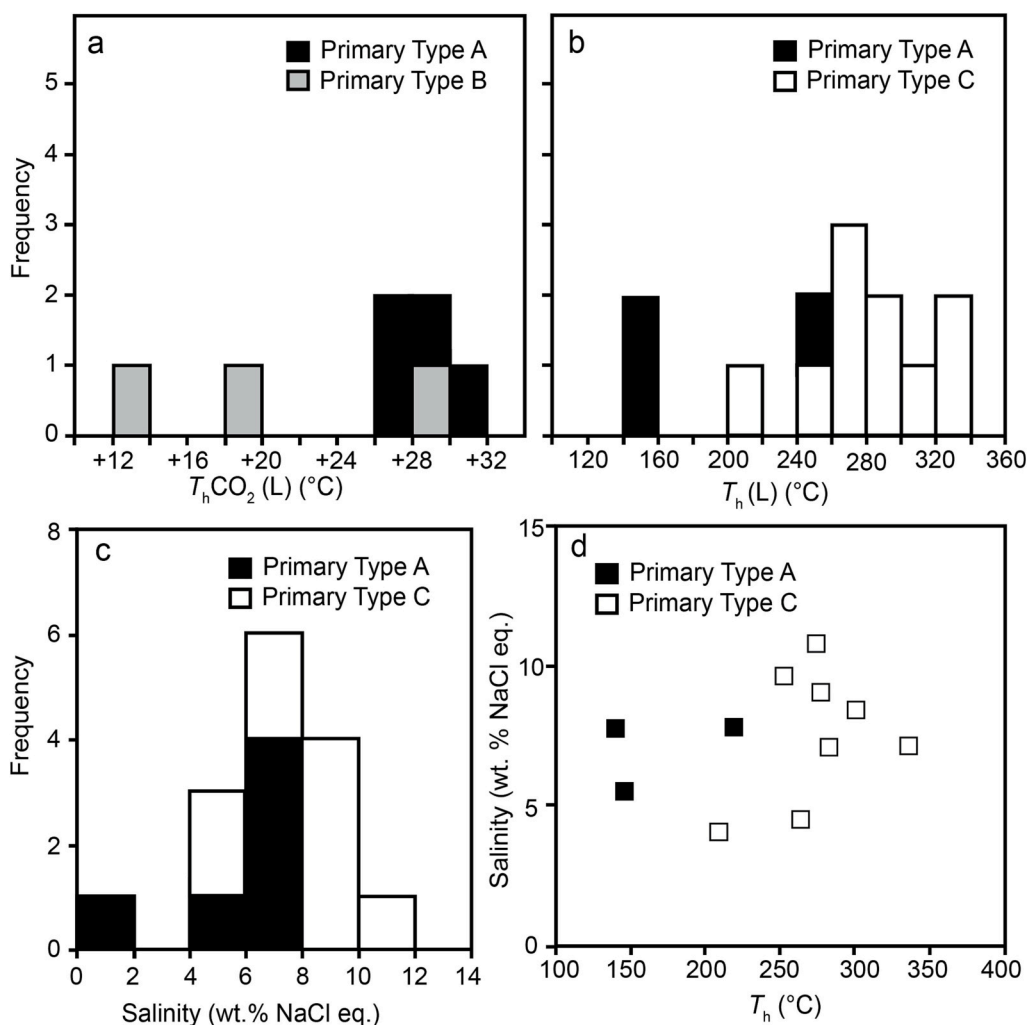 a
Primary Type A
Primary Type B
5
4
3
2
1
0
Frequency
+12 +16 +20 +24 +28 +32
ThCO2 (L) (°C)
b
Primary Type A
Primary Type C
120 160 200 240 280 320 360
Th (L) (°C)
c
Primary Type A
Primary Type C
8
6
4
2
0
Frequency
0 2 4 6 8 10 12 14
Salinity (wt.% NaCl eq.)
d
Primary Type A
Primary Type C
15
10
5
0
Salinity (wt. % NaCl eq.)
100 150 200 250 300 350 400
Th (°C)